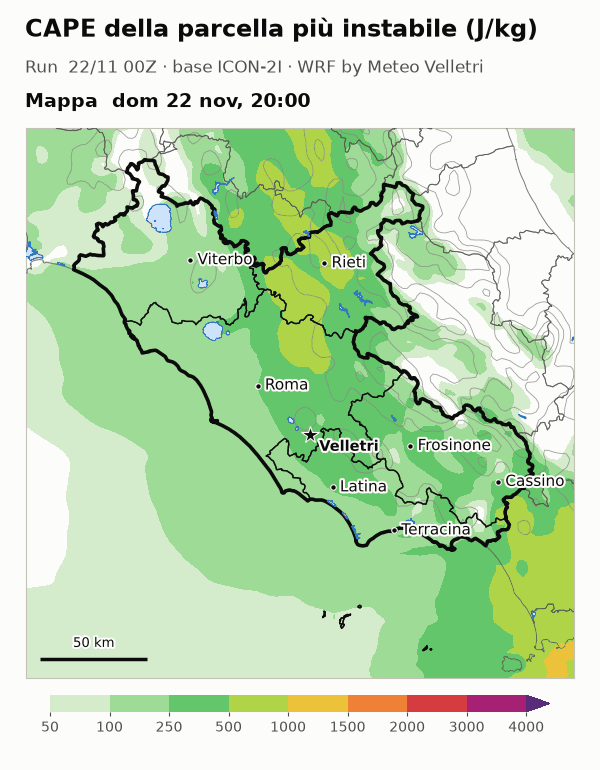 CAPE della parcella più instabile (J/kg)
Run 22/11 00Z · base ICON-2I · WRF by Meteo Velletri
Mappa dom 22 nov, 20:00
Viterbo
Rieti
Roma
Velletri
Frosinone
Latina
Cassino
Terracina
50 km
50 100 250 500 1000 1500 2000 3000 4000